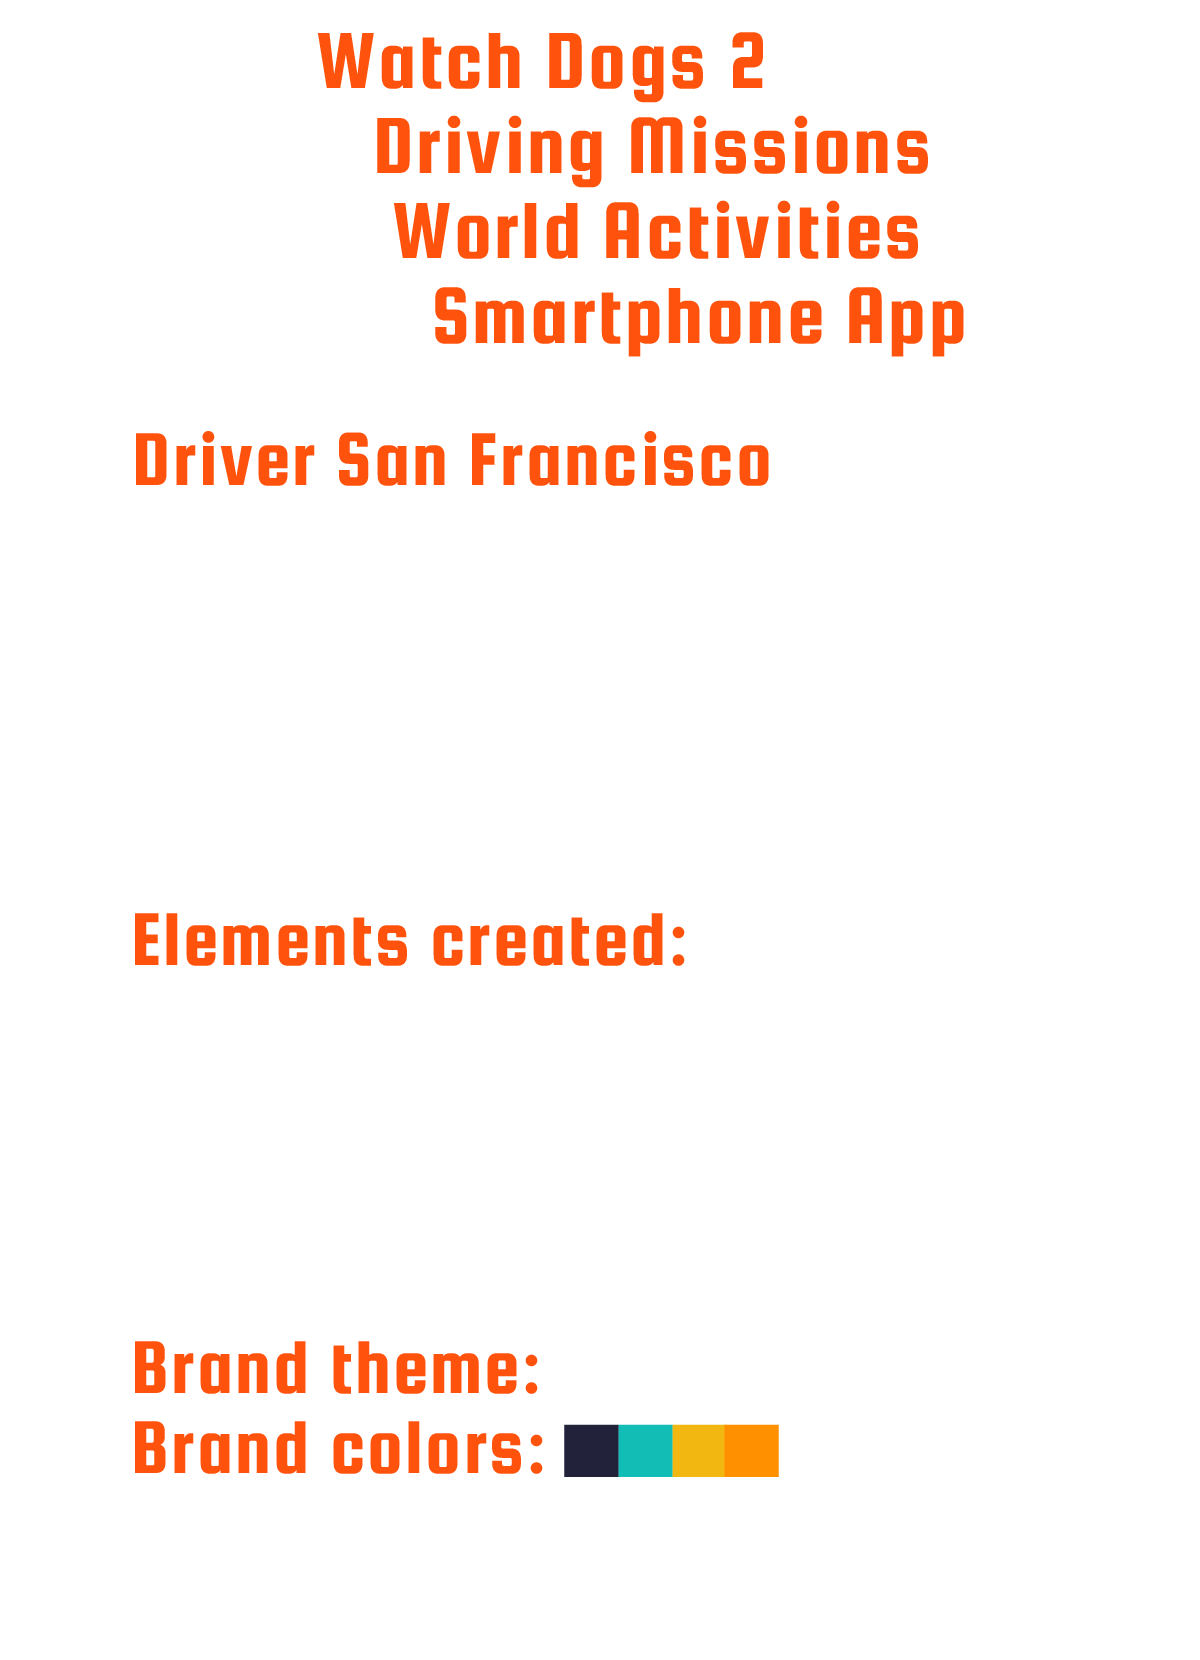 Watch Dogs 2
Driving Missions
World Activities
Smartphone App
Driver San Francisco
Elements created:
Brand theme:
Brand colors: